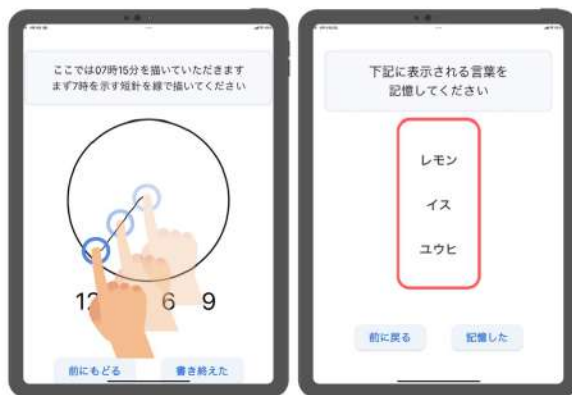 ここでは07時15分を描いていただきます
まず7時を示す短針を線で描いてください
12
6
9
前にもどる
書き終えた
下記に表示される言葉を
記憶してください
レモン
イス
ユウヒ
前に戻る
記憶した